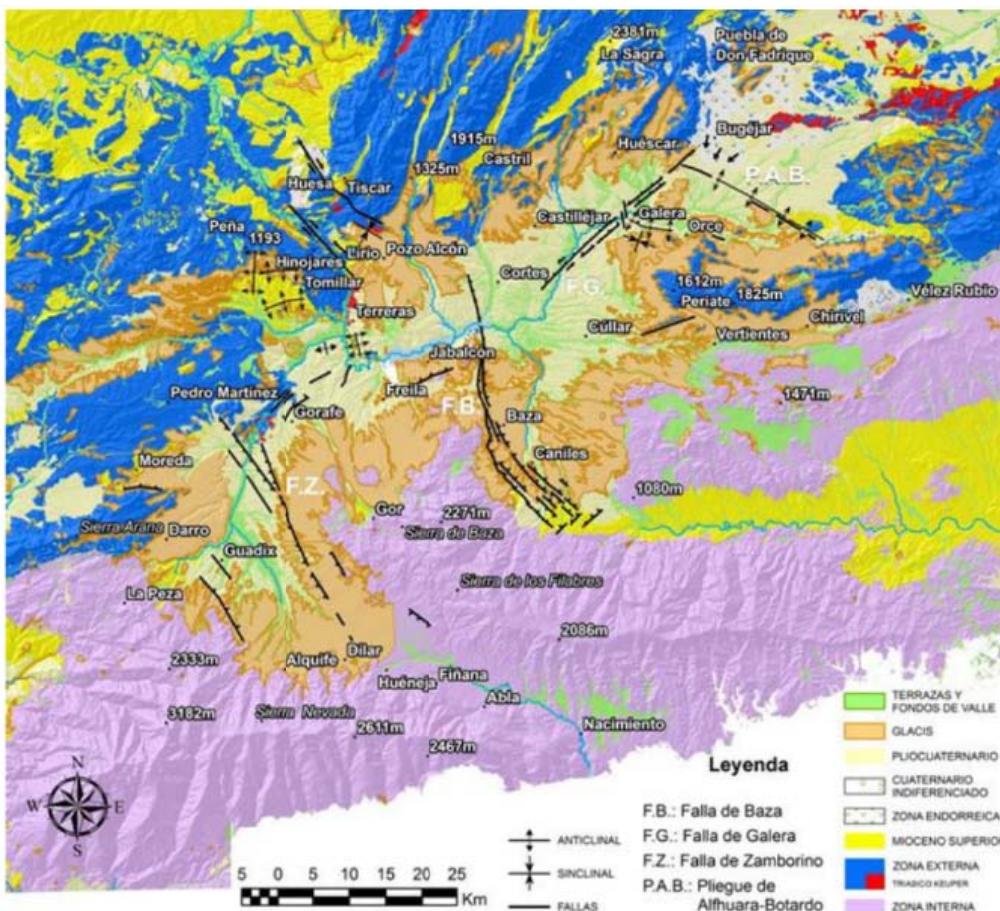 2381m
La Sagra
Puebla de
Don Fadrique
Bugéjar
1915m
1325m
Castril
Huéscar
P.A.B.
Huesa
Tiscar
Castilléjar
Galera
Orce
Peña
1193
Hinojares
Lirio
Pozo Alcón
Tomillar
Cortes
F.G.
1612m
Periate
1825m
Vélez Rubio
Terreras
Cúllar
Vertientes
Chirivel
Jabalcón
Pedro Martínez
Freila
1471m
Gorafe
F.B.
Baza
Moreda
Caniles
F.Z.
1080m
Gor
2271m
Sierra Arana
Darro
Sierra de Baza
Guadix
La Peza
Sierra de los Filabres
2333m
Alquife
Dílar
2086m
Huéneja
Fiñana
Abla
3182m
Sierra Nevada
2611m
2467m
Nacimiento
N
W
E
S
5 0 5 10 15 20 25
Km
Leyenda
ANTICLINAL
SINCLINAL
FALLAS
F.B.: Falla de Baza
F.G.: Falla de Galera
F.Z.: Falla de Zamborino
P.A.B.: Pliegue de
Alfhuara-Botardo
TERRAZAS Y
FONDOS DE VALLE
GLACIS
PLIOCUATERNARIO
CUATERNARIO
INDIFERENCIADO
ZONA ENDORREICA
MIOCENO SUPERIO
ZONA EXTERNA
TRIASICO KEUPER
ZONA INTERNA